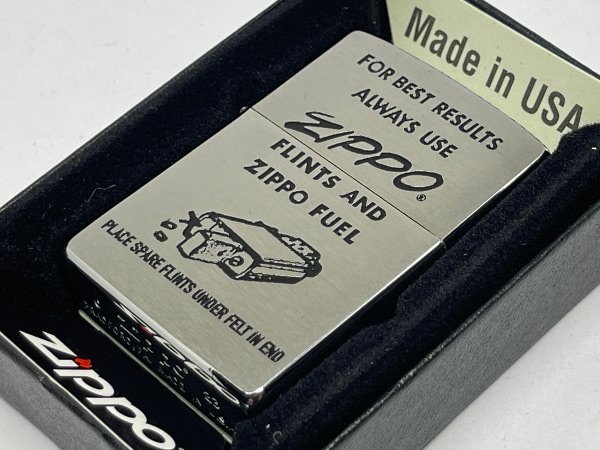 Made in USA
FOR BEST RESULTS
ALWAYS USE
ZIPPO®
FLINTS AND
ZIPPO FUEL
PLACE SPARE FLINTS UNDER FELT IN END
zippo